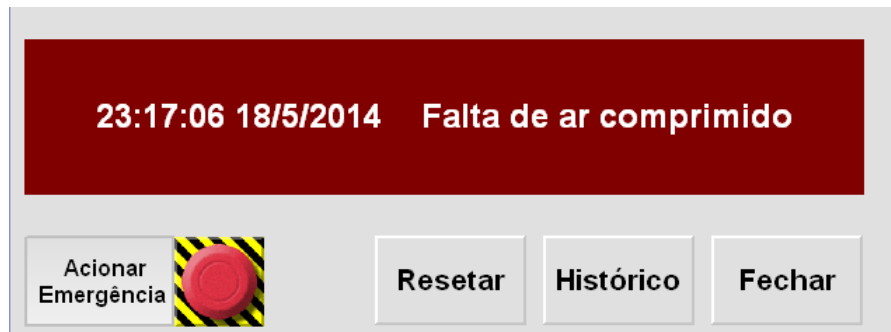 23:17:06 18/5/2014 Falta de ar comprimido
Acionar
Emergência
Resetar
Histórico
Fechar